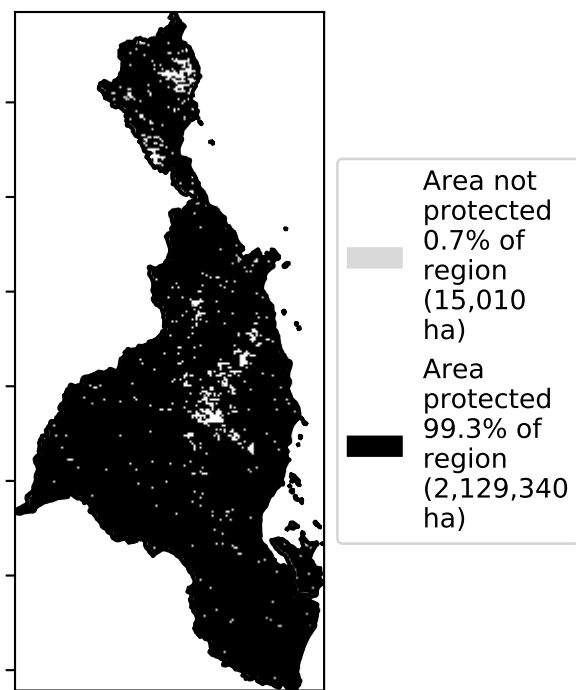 Area not
protected
0.7% of
region
(15,010
ha)
Area
protected
99.3% of
region
(2,129,340
ha)